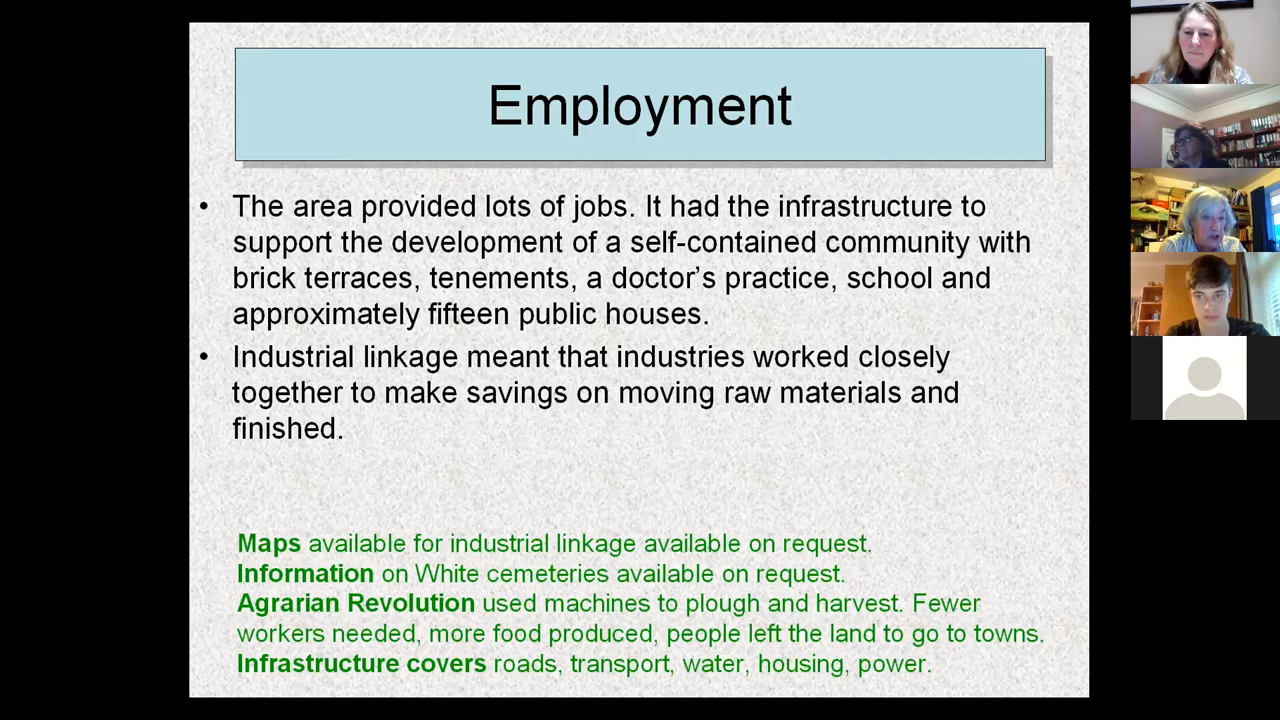 Employment
• The area provided lots of jobs. It had the infrastructure to
support the development of a self-contained community with
brick terraces, tenements, a doctor’s practice, school and
approximately fifteen public houses.
• Industrial linkage meant that industries worked closely
together to make savings on moving raw materials and
finished.
Maps available for industrial linkage available on request.
Information on White cemeteries available on request.
Agrarian Revolution used machines to plough and harvest. Fewer
workers needed, more food produced, people left the land to go to towns.
Infrastructure covers roads, transport, water, housing, power.